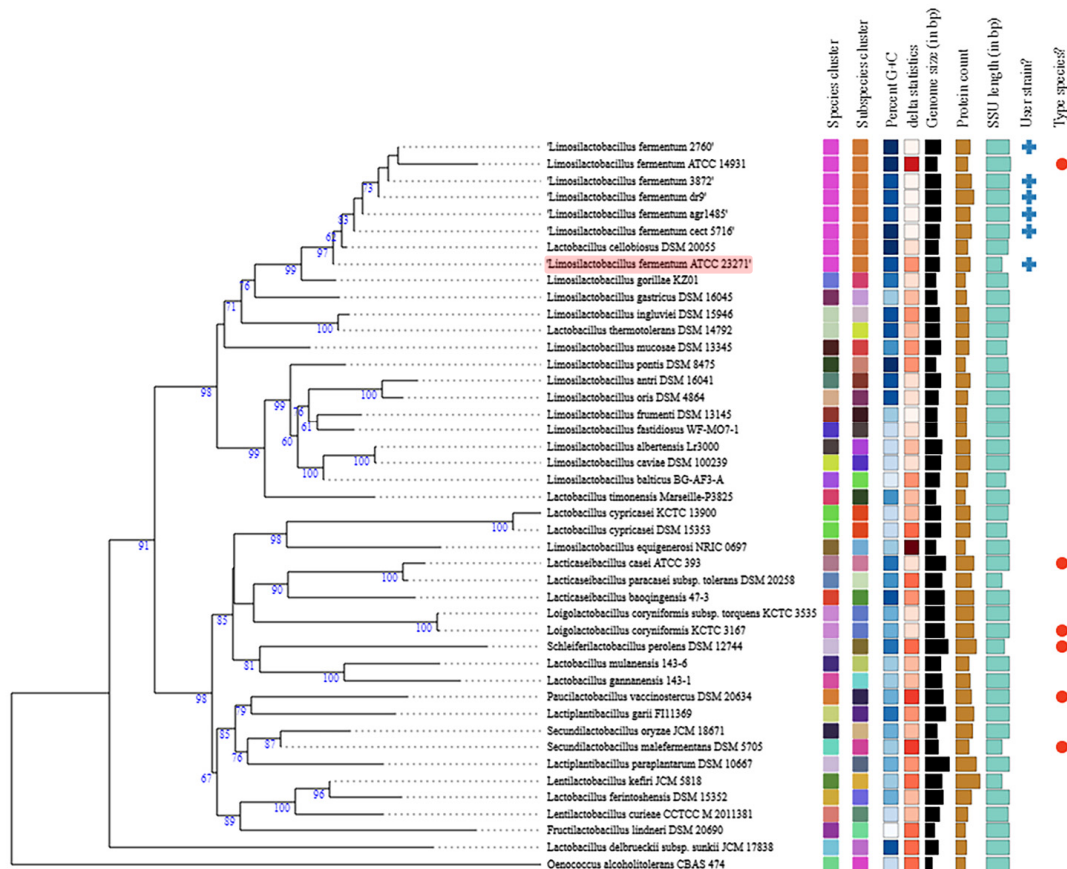 Species cluster
Subspecies cluster
Percent G+C
delta statistics
Genome size (in bp)
Protein count
SSU length (in bp)
User strain?
Type species?
'Limosilactobacillus fermentum 2760'
Limosilactobacillus fermentum ATCC 14931
'Limosilactobacillus fermentum 3872'
73
'Limosilactobacillus fermentum dr9'
'Limosilactobacillus fermentum agr1485'
83
'Limosilactobacillus fermentum cect 5716'
Lactobacillus cellobiosus DSM 20055
97
'Limosilactobacillus fermentum ATCC 23271'
99
Limosilactobacillus gorillae KZ01
76
Limosilactobacillus gastricus DSM 16045
71
Limosilactobacillus ingluviei DSM 15946
100
Lactobacillus thermotolerans DSM 14792
Limosilactobacillus mucosae DSM 13345
Limosilactobacillus pontis DSM 8475
98
Limosilactobacillus antri DSM 16041
100
Limosilactobacillus oris DSM 4864
99
76
Limosilactobacillus frumenti DSM 13145
61
Limosilactobacillus fastidiosus WF-MO7-1
60
Limosilactobacillus albertensis Lr3000
99
100
Limosilactobacillus caviae DSM 100239
100
Limosilactobacillus balticus BG-AF3-A
Lactobacillus timonensis Marseille-P3825
Lactobacillus cypricasei KCTC 13900
100
Lactobacillus cypricasei DSM 15353
98
91
Limosilactobacillus equigenerosi NRIC 0697
Lacticaseibacillus casei ATCC 393
100
Lacticaseibacillus paracasei subsp. tolerans DSM 20258
90
Lacticaseibacillus baoqingensis 47-3
85
Loigolactobacillus coryniformis subsp. torquens KCTC 3535
100
Loigolactobacillus coryniformis KCTC 3167
Schleiferilactobacillus perolens DSM 12744
81
Lactobacillus mulanensis 143-6
100
Lactobacillus gannanensis 143-1
98
Paucilactobacillus vaccinostercus DSM 20634
79
Lactiplantibacillus garii FI11369
85
Secundilactobacillus oryzae JCM 18671
87
Secundilactobacillus malefermentans DSM 5705
76
Lactiplantibacillus paraplantarum DSM 10667
67
Lentilactobacillus kefiri JCM 5818
96
Lactobacillus ferintoshensis DSM 15352
100
Lentilactobacillus curieae CCTCC M 2011381
89
Fructilactobacillus lindneri DSM 20690
Lactobacillus delbrueckii subsp. sunkii JCM 17838
Oenococcus alcoholitolerans CBAS 474